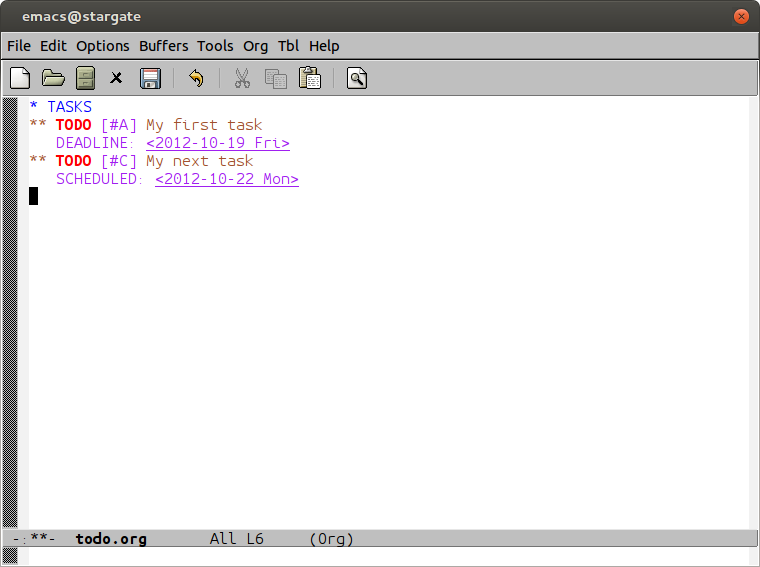 emacs@stargate
File Edit Options Buffers Tools Org Tbl Help
* TASKS
** TODO [#A] My first task
   DEADLINE: <2012-10-19 Fri>
** TODO [#C] My next task
   SCHEDULED: <2012-10-22 Mon>
-:**-  todo.org       All L6     (Org)